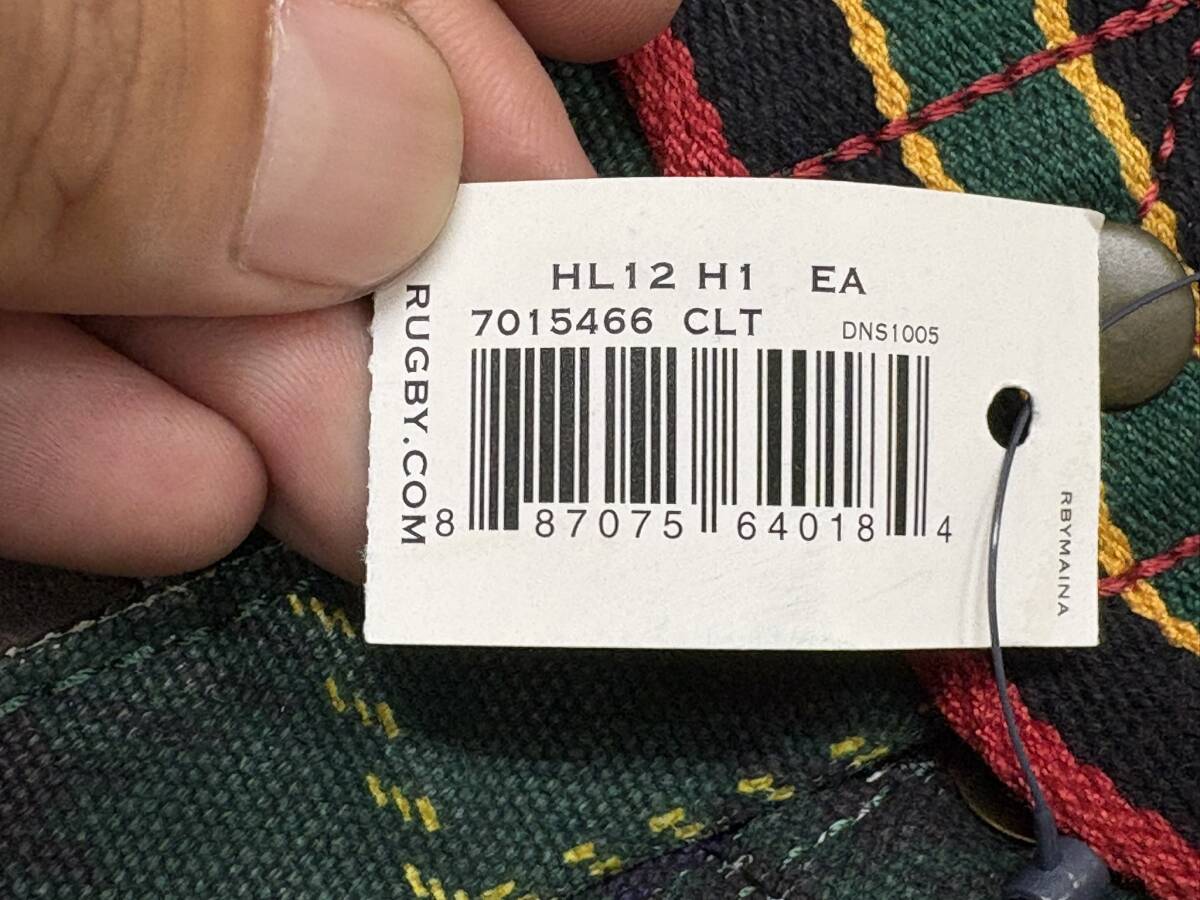 HL12 H1 EA
7015466 CLT DNS1005
RUGBY.COM
8 87075 64018 4
RBYMAINA